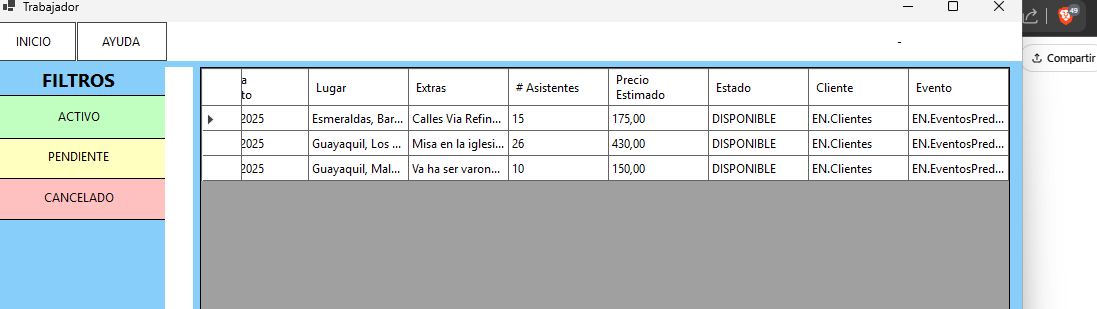 Trabajador
49
INICIO
AYUDA
-
Compartir
FILTROS
ACTIVO
PENDIENTE
CANCELADO
a
to
Lugar
Extras
# Asistentes
Precio
Estimado
Estado
Cliente
Evento
2025
Esmeraldas, Bar...
Calles Via Refin...
15
175,00
DISPONIBLE
EN.Clientes
EN.EventosPred...
2025
Guayaquil, Los ...
Misa en la iglesi...
26
430,00
DISPONIBLE
EN.Clientes
EN.EventosPred...
2025
Guayaquil, Mal...
Va ha ser varon...
10
150,00
DISPONIBLE
EN.Clientes
EN.EventosPred...